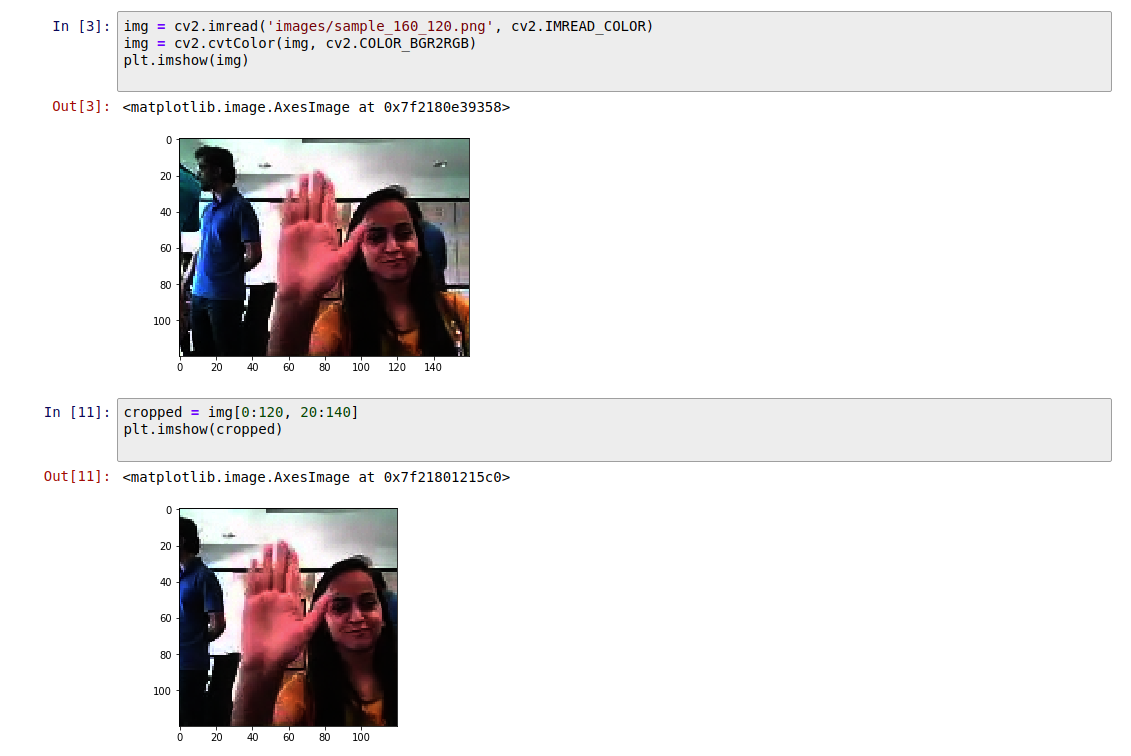 In [3]: img = cv2.imread('images/sample_160_120.png', cv2.IMREAD_COLOR)
img = cv2.cvtColor(img, cv2.COLOR_BGR2RGB)
plt.imshow(img)
Out[3]: <matplotlib.image.AxesImage at 0x7f2180e39358>
0
20
40
60
80
100
0 20 40 60 80 100 120 140
In [11]: cropped = img[0:120, 20:140]
plt.imshow(cropped)
Out[11]: <matplotlib.image.AxesImage at 0x7f21801215c0>
0
20
40
60
80
100
0 20 40 60 80 100